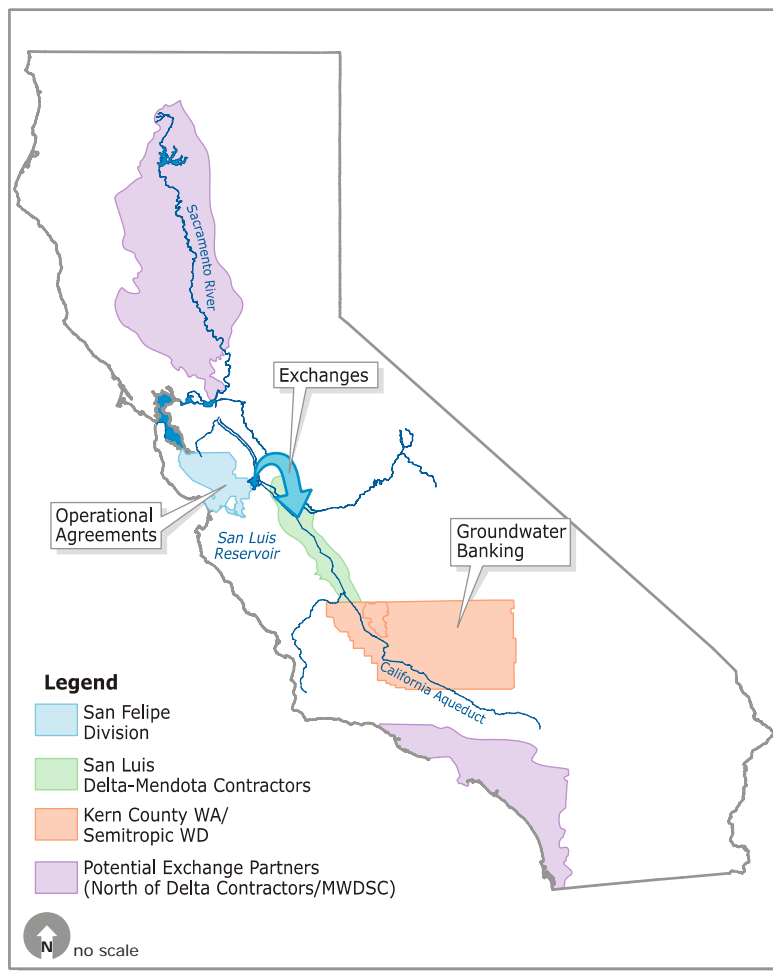 Sacramento River
Exchanges
Operational
Agreements
San Luis
Reservoir
Groundwater
Banking
California Aqueduct
Legend
San Felipe
Division
San Luis
Delta-Mendota Contractors
Kern County WA/
Semitropic WD
Potential Exchange Partners
(North of Delta Contractors/MWDSC)
N
no scale